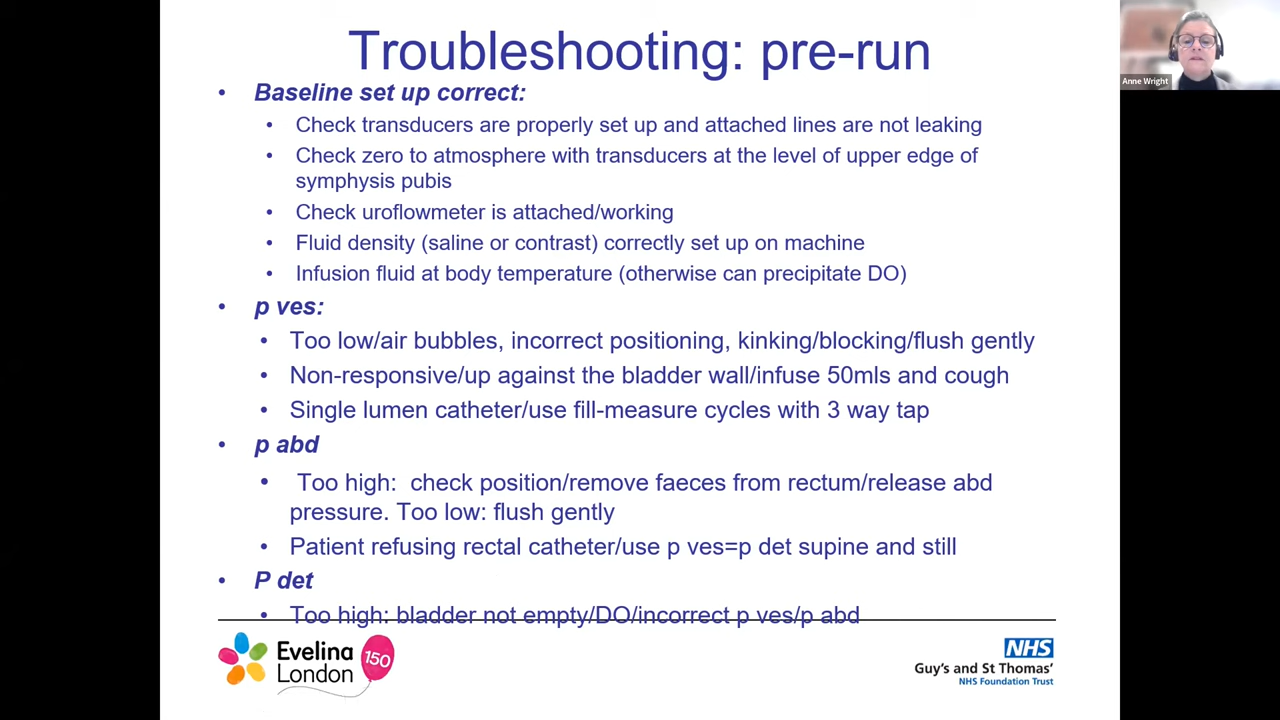 Troubleshooting: pre-run
Anne Wright
• Baseline set up correct:
• Check transducers are properly set up and attached lines are not leaking
• Check zero to atmosphere with transducers at the level of upper edge of
symphysis pubis
• Check uroflowmeter is attached/working
• Fluid density (saline or contrast) correctly set up on machine
• Infusion fluid at body temperature (otherwise can precipitate DO)
• p ves:
• Too low/air bubbles, incorrect positioning, kinking/blocking/flush gently
• Non-responsive/up against the bladder wall/infuse 50mls and cough
• Single lumen catheter/use fill-measure cycles with 3 way tap
• p abd
• Too high: check position/remove faeces from rectum/release abd
pressure. Too low: flush gently
• Patient refusing rectal catheter/use p ves=p det supine and still
• P det
• Too high: bladder not empty/DO/incorrect p ves/p abd
Evelina
London
150
NHS
Guy's and St Thomas'
NHS Foundation Trust